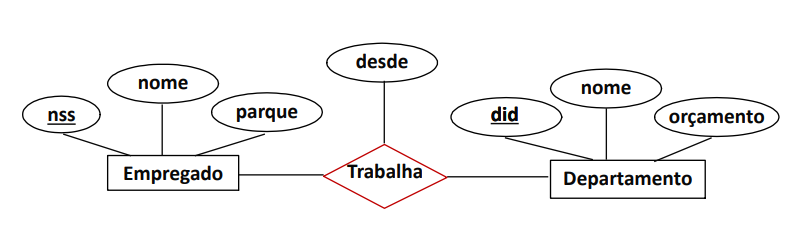 desde
nome
nome
nss
parque
did
orçamento
Empregado
Trabalha
Departamento